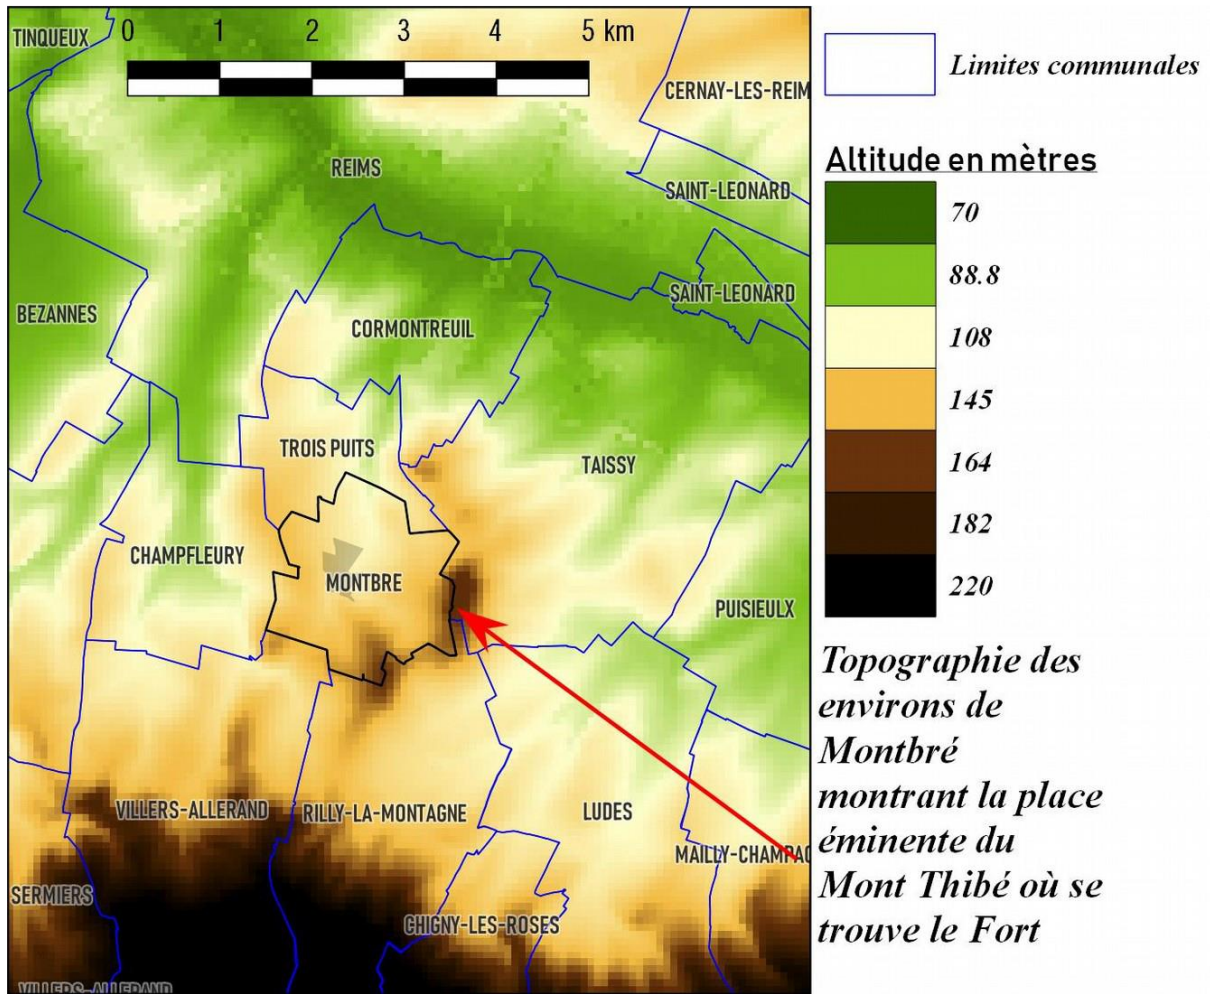 TINQUEUX
0 1 2 3 4 5 km
CERNAY-LES-REIM
REIMS
SAINT-LEONARD
SAINT-LEONARD
BEZANNES
CORMONTREUIL
TROIS PUITS
TAISSY
CHAMPFLEURY
MONTBRE
PUISIEULX
VILLERS-ALLERAND
RILLY-LA-MONTAGNE
LUDES
MAILLY-CHAMPAG
SERMIERS
CHIGNY-LES-ROSES
VILLERS-ALLERAND
Limites communales
Altitude en mètres
70
88.8
108
145
164
182
220
Topographie des
environs de
Montbré
montrant la place
éminente du
Mont Thibé où se
trouve le Fort